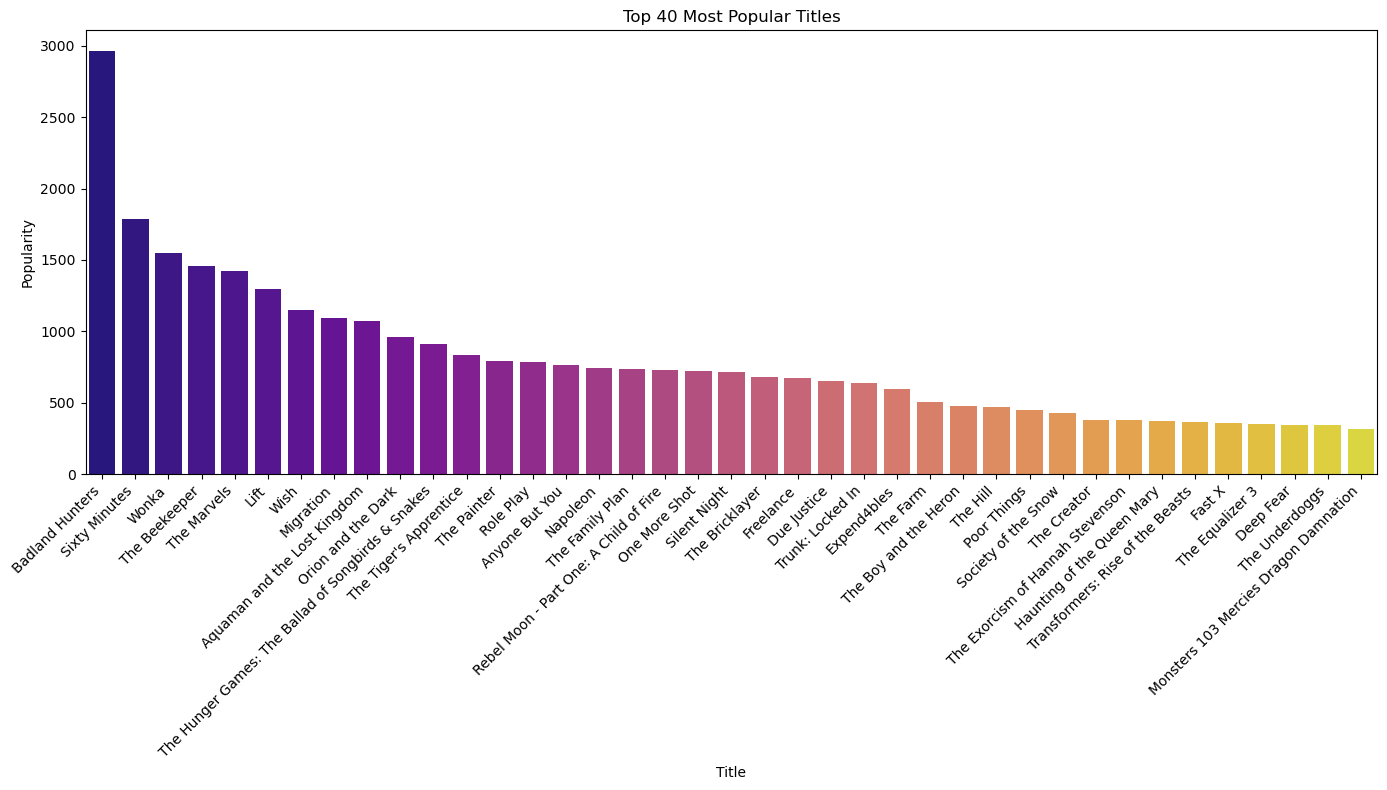 Top 40 Most Popular Titles
Popularity
3000
2500
2000
1500
1000
500
0
Badland Hunters
Sixty Minutes
Wonka
The Beekeeper
The Marvels
Lift
Wish
Migration
Aquaman and the Lost Kingdom
Orion and the Dark
The Hunger Games: The Ballad of Songbirds & Snakes
The Tiger's Apprentice
The Painter
Role Play
Anyone But You
Napoleon
The Family Plan
Rebel Moon - Part One: A Child of Fire
One More Shot
Silent Night
The Bricklayer
Freelance
Due Justice
Trunk: Locked In
Expend4bles
The Farm
The Boy and the Heron
The Hill
Poor Things
Society of the Snow
The Creator
The Exorcism of Hannah Stevenson
Haunting of the Queen Mary
Transformers: Rise of the Beasts
Fast X
The Equalizer 3
Deep Fear
The Underdoggs
Monsters 103 Mercies Dragon Damnation
Title